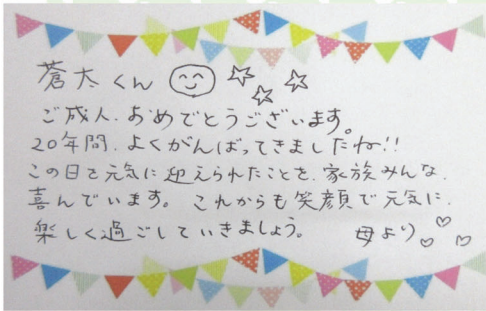 蒼太くん
ご成人、おめでとうございます。
20年間、よくがんばってきましたね!!
この日を元気に迎えられたことを、家族みんな、
喜んでいます。これからも笑顔で元気に、
楽しく過ごしていきましょう。 母より